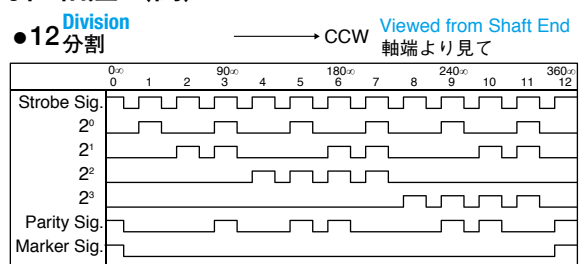 ●12 Division
分割
→ CCW
Viewed from Shaft End
軸端より見て
0∞ 90∞ 180∞ 240∞ 360∞
0 1 2 3 4 5 6 7 8 9 10 11 12
Strobe Sig.
2⁰
2¹
2²
2³
Parity Sig.
Marker Sig.